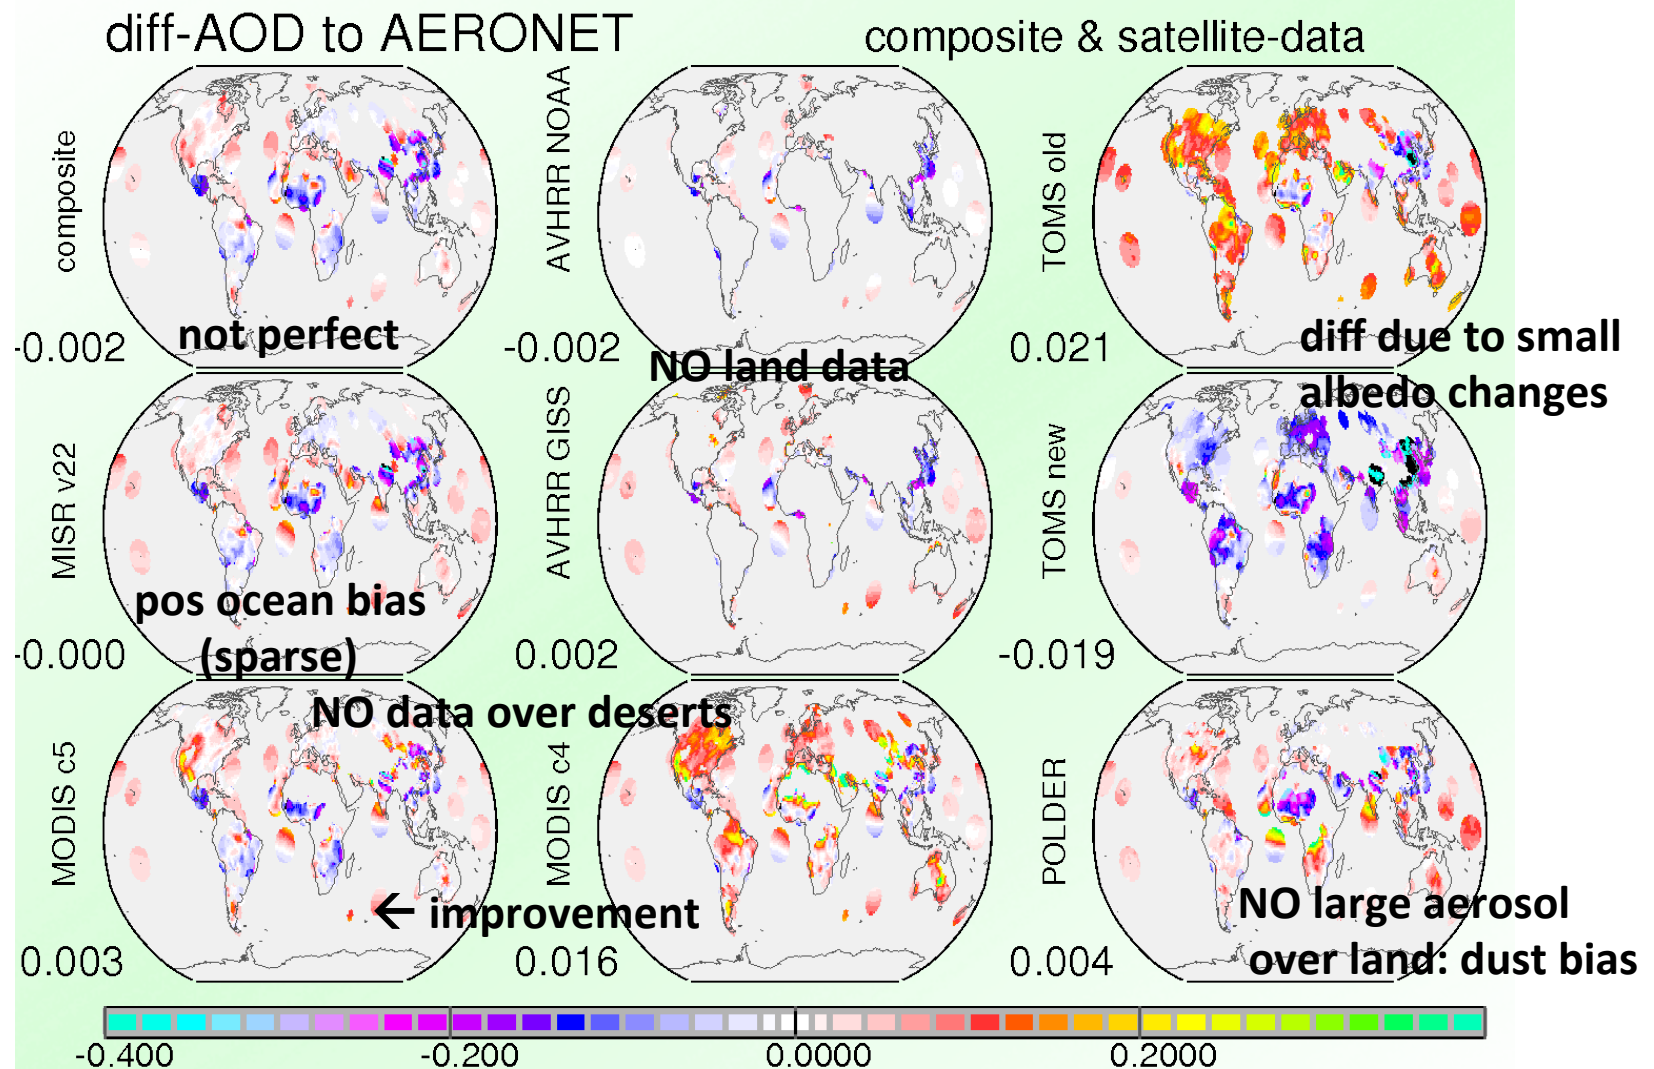 diff-AOD to AERONET
composite & satellite-data
composite
-0.002
not perfect
AVHRR NOAA
-0.002
NO land data
TOMS old
0.021
diff due to small
albedo changes
MISR v22
-0.000
pos ocean bias
(sparse)
AVHRR GISS
0.002
TOMS new
-0.019
MODIS c5
0.003
NO data over deserts
← improvement
MODIS c4
0.016
POLDER
0.004
NO large aerosol
over land: dust bias
-0.400
-0.200
0.0000
0.2000